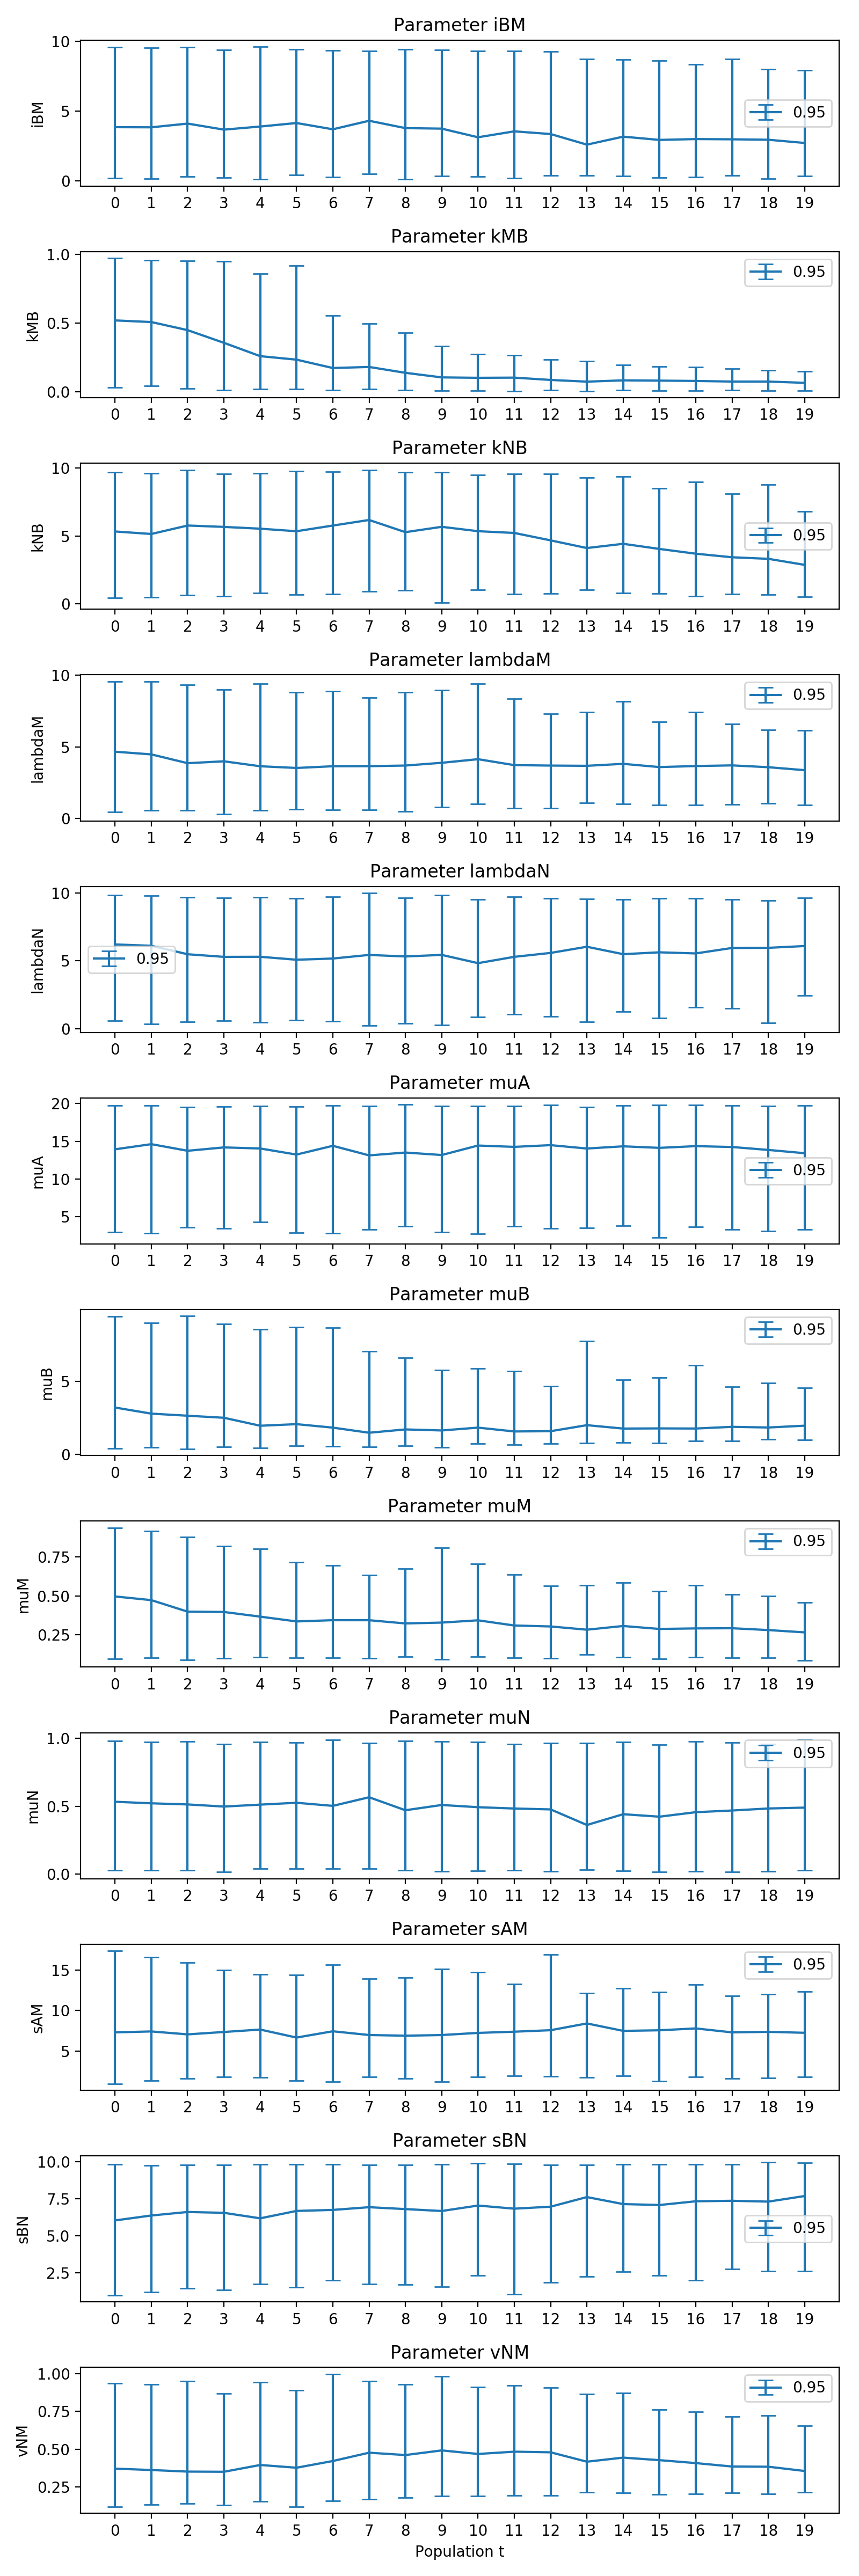 Parameter iBM
10
5
0
iBM
0.95
0 1 2 3 4 5 6 7 8 9 10 11 12 13 14 15 16 17 18 19
Parameter kMB
1.0
0.5
0.0
kMB
0.95
0 1 2 3 4 5 6 7 8 9 10 11 12 13 14 15 16 17 18 19
Parameter kNB
10
5
0
kNB
0.95
0 1 2 3 4 5 6 7 8 9 10 11 12 13 14 15 16 17 18 19
Parameter lambdaM
10
5
0
lambdaM
0.95
0 1 2 3 4 5 6 7 8 9 10 11 12 13 14 15 16 17 18 19
Parameter lambdaN
10
5
0
lambdaN
0.95
0 1 2 3 4 5 6 7 8 9 10 11 12 13 14 15 16 17 18 19
Parameter muA
20
15
10
5
muA
0.95
0 1 2 3 4 5 6 7 8 9 10 11 12 13 14 15 16 17 18 19
Parameter muB
5
0
muB
0.95
0 1 2 3 4 5 6 7 8 9 10 11 12 13 14 15 16 17 18 19
Parameter muM
0.75
0.50
0.25
muM
0.95
0 1 2 3 4 5 6 7 8 9 10 11 12 13 14 15 16 17 18 19
Parameter muN
1.0
0.5
0.0
muN
0.95
0 1 2 3 4 5 6 7 8 9 10 11 12 13 14 15 16 17 18 19
Parameter sAM
15
10
5
sAM
0.95
0 1 2 3 4 5 6 7 8 9 10 11 12 13 14 15 16 17 18 19
Parameter sBN
10.0
7.5
5.0
2.5
sBN
0.95
0 1 2 3 4 5 6 7 8 9 10 11 12 13 14 15 16 17 18 19
Parameter vNM
1.00
0.75
0.50
0.25
vNM
0.95
0 1 2 3 4 5 6 7 8 9 10 11 12 13 14 15 16 17 18 19
Population t